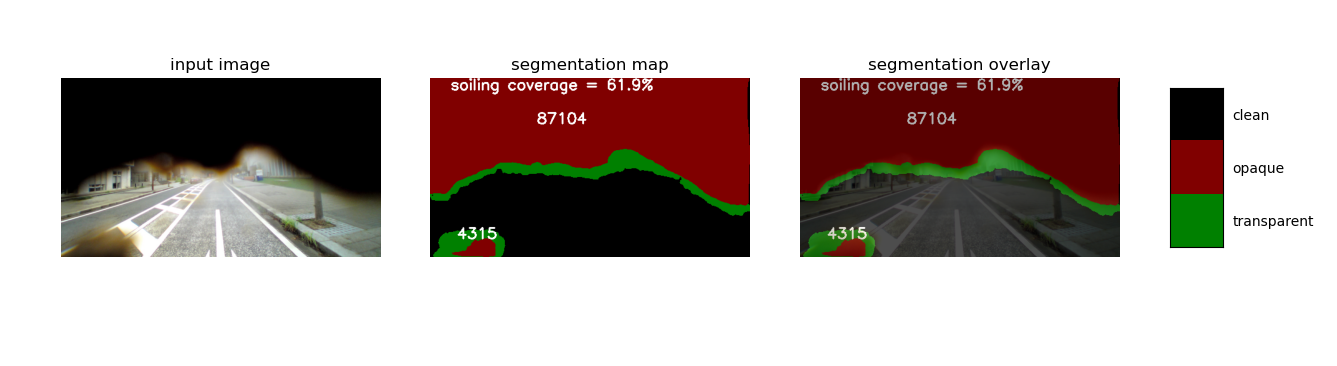 input image
segmentation map
segmentation overlay
soiling coverage = 61.9%
87104
4315
soiling coverage = 61.9%
87104
4315
clean
opaque
transparent